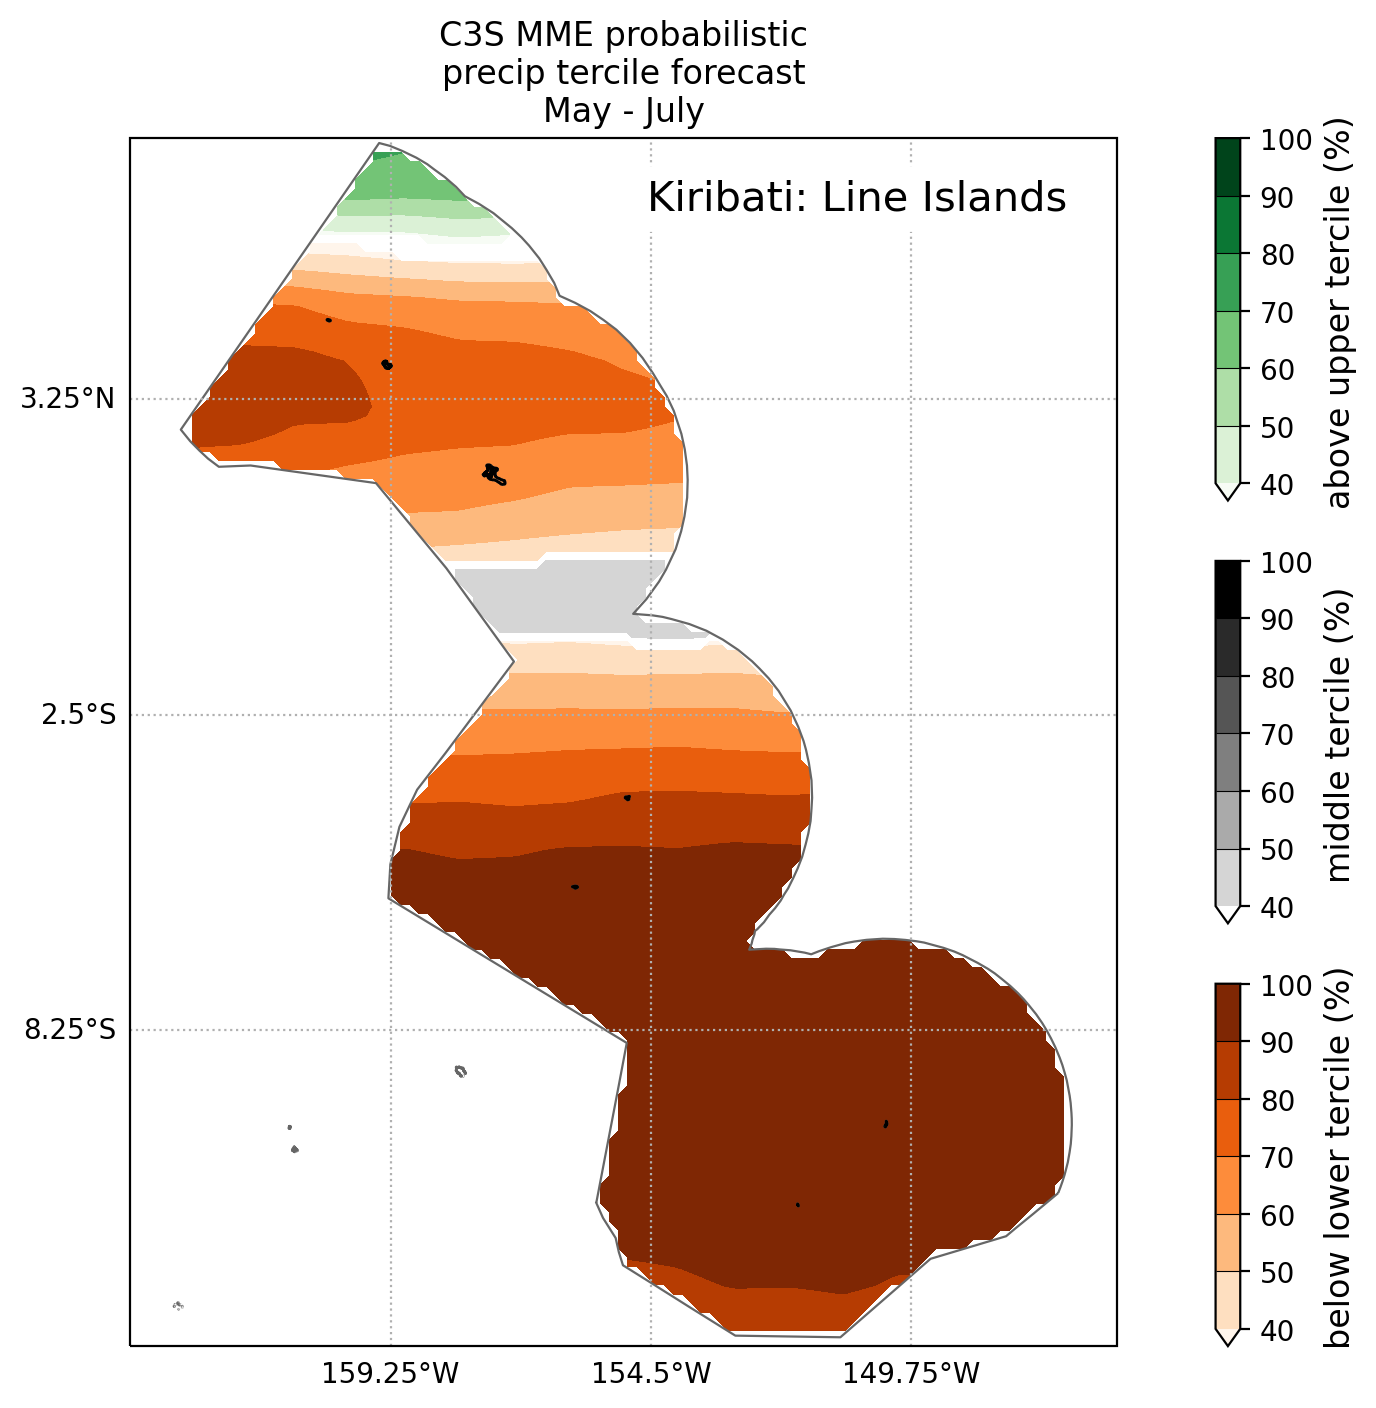 C3S MME probabilistic
precip tercile forecast
May - July
Kiribati: Line Islands
3.25°N
2.5°S
8.25°S
159.25°W
154.5°W
149.75°W
100
90
80
70
60
50
40
above upper tercile (%)
100
90
80
70
60
50
40
middle tercile (%)
100
90
80
70
60
50
40
below lower tercile (%)